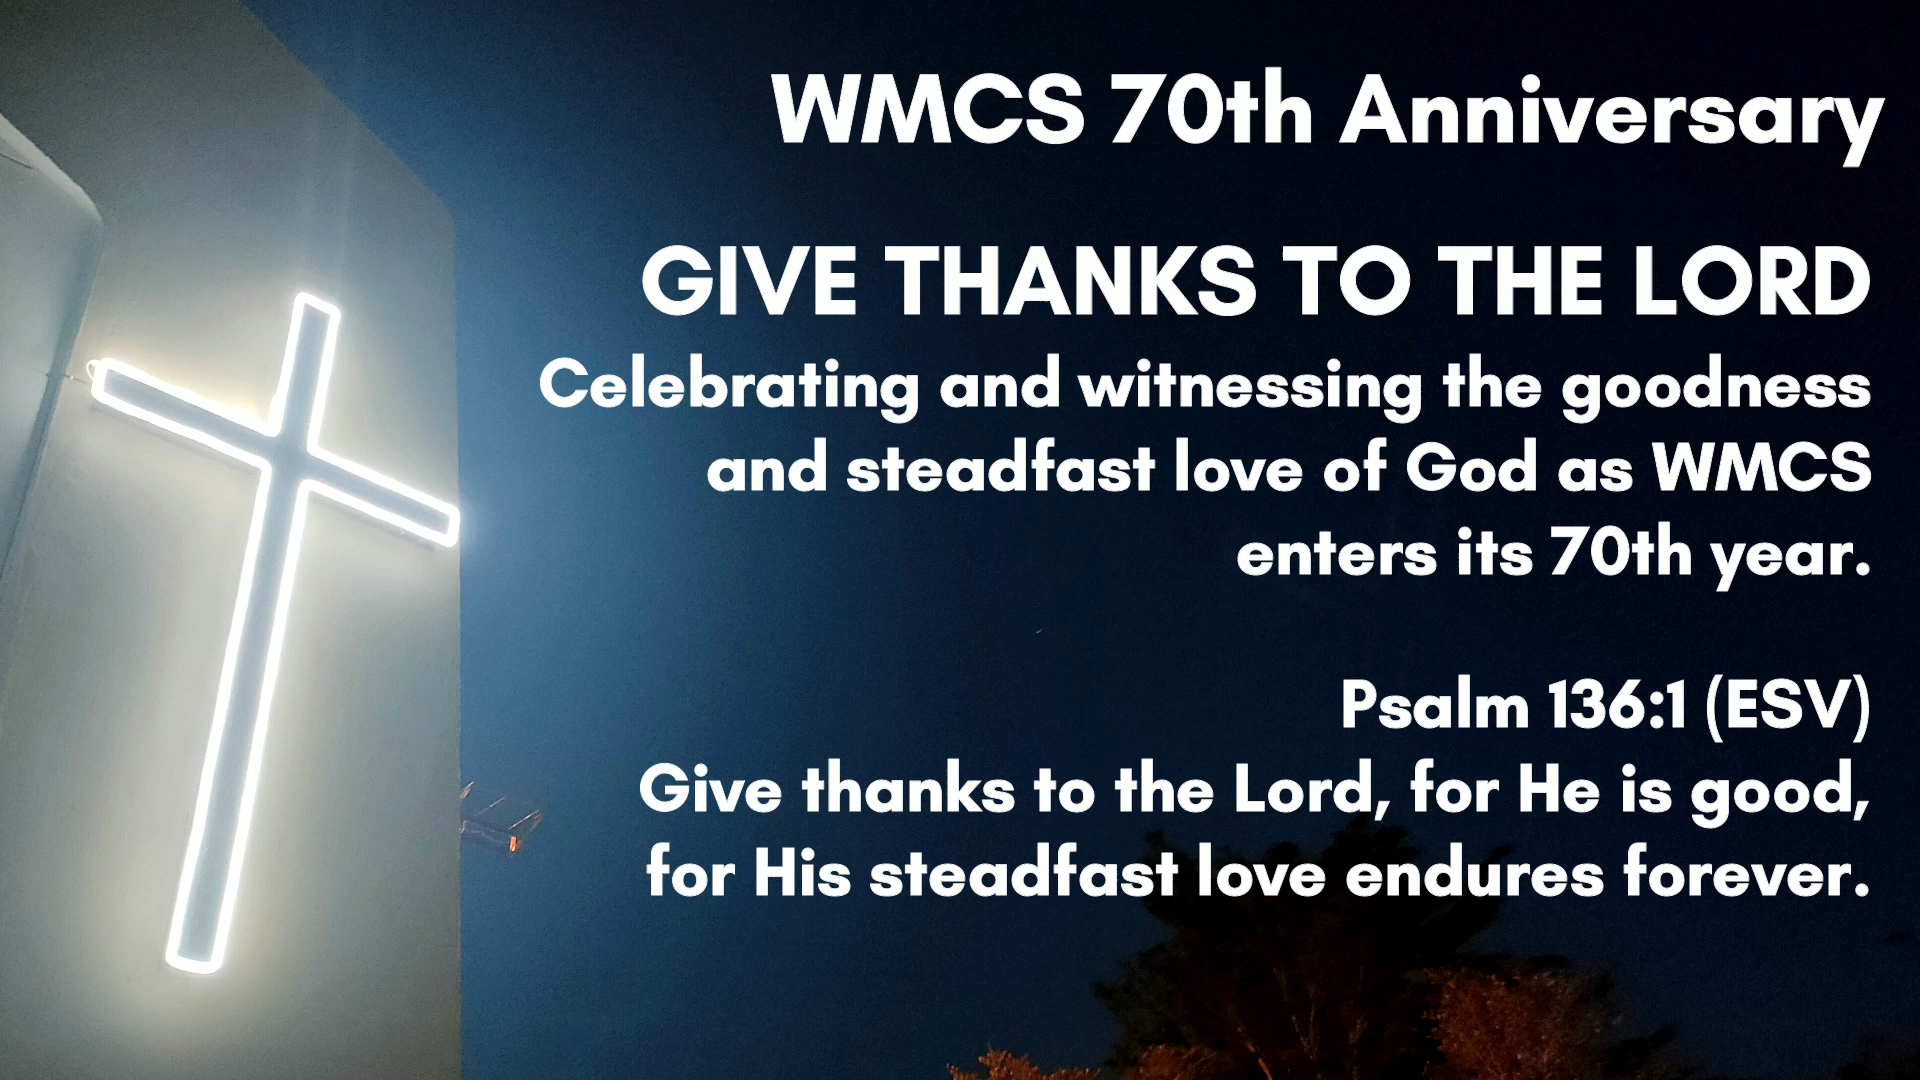 WMCS 70th Anniversary
GIVE THANKS TO THE LORD
Celebrating and witnessing the goodness
and steadfast love of God as WMCS
enters its 70th year.
Psalm 136:1 (ESV)
Give thanks to the Lord, for He is good,
for His steadfast love endures forever.